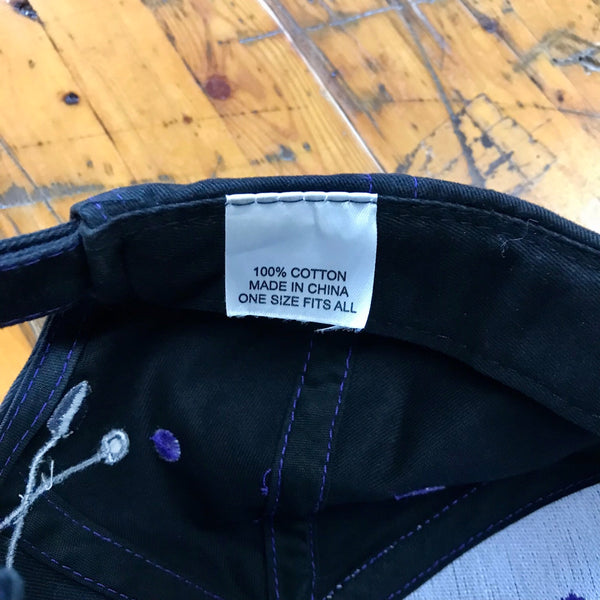 100% COTTON
MADE IN CHINA
ONE SIZE FITS ALL